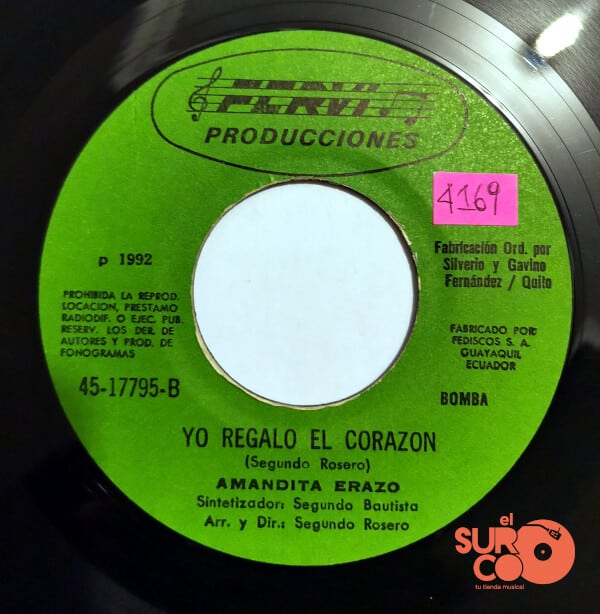 PRODUCCIONES
4169
p 1992
Fabricación Ord. por
Silverio y Gavino
Fernández / Quito
PROHIBIDA LA REPROD.
LOCACION, PRESTAMO
RADIODIF. O EJEC. PUB.
RESERV. LOS DER. DE
AUTORES Y PROD. DE
FONOGRAMAS
FABRICADO POR:
FEDISCOS S. A.
GUAYAQUIL
ECUADOR
45-17795-B
BOMBA
YO REGALO EL CORAZON
(Segundo Rosero)
AMANDITA ERAZO
Sintetizador: Segundo Bautista
Arr. y Dir.: Segundo Rosero
el
SUR
CO
tu tienda musical